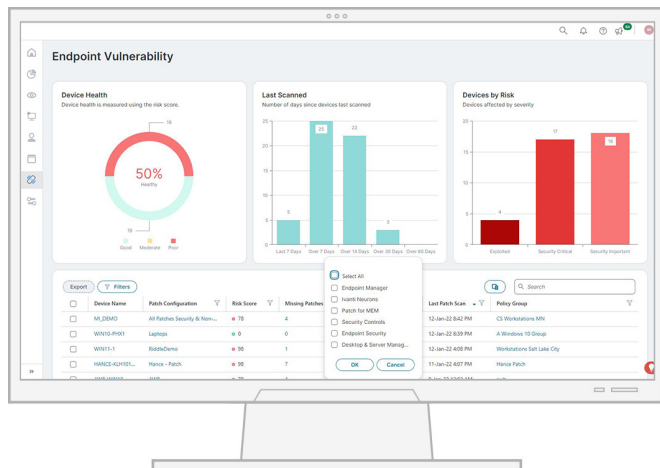 Endpoint Vulnerability
Device Health
Device health is measured using the risk score.
18
50%
Healthy
18
Good Moderate Poor
Last Scanned
Number of days since devices last scanned
25
20
15
10
5
0
5
25
22
3
Last 7 Days Over 7 Days Over 14 Days Over 30 Days Over 60 Days
Devices by Risk
Devices affected by severity
20
15
10
5
0
4
17
18
Exploited Security Critical Security Important
Export Filters Search
Device Name Patch Configuration Risk Score Missing Patches Last Patch Scan Policy Group
MI_DEMO All Patches Security & Non-... 78 4 12-Jan-22 8:42 PM CS Workstations MN
WIN10-PHX1 Laptops 0 0 12-Jan-22 8:39 PM A Windows 10 Group
WIN11-1 RiddleDemo 98 1 12-Jan-22 4:08 PM Workstations Salt Lake City
HANCE-KLH101... Hance - Patch 98 7 11-Jan-22 4:07 PM Hance Patch
Select All
Endpoint Manager
Ivanti Neurons
Patch for MEM
Security Controls
Endpoint Security
Desktop & Server Manag...
OK Cancel